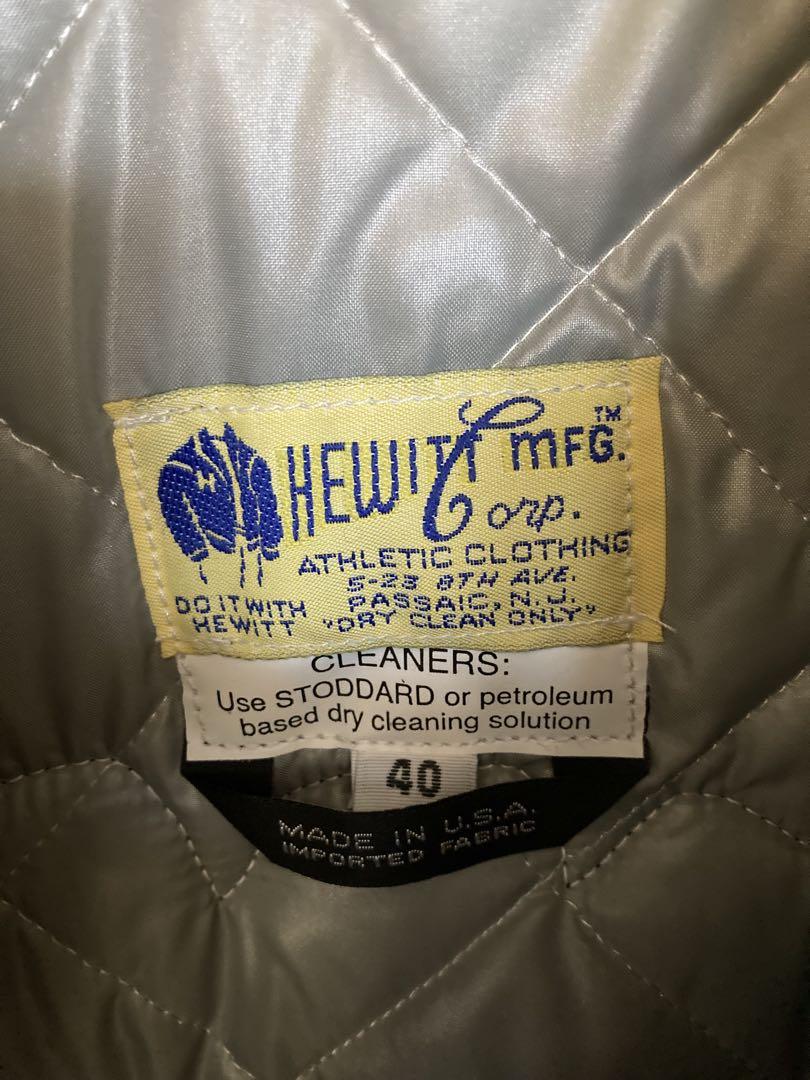 HEWITT MFG.™
Corp.
ATHLETIC CLOTHING
5-23 8TH AVE.
PASSAIC, N. J.
"DRY CLEAN ONLY"
DO IT WITH
HEWITT
CLEANERS:
Use STODDARD or petroleum
based dry cleaning solution
40
MADE IN U.S.A.
IMPORTED FABRIC